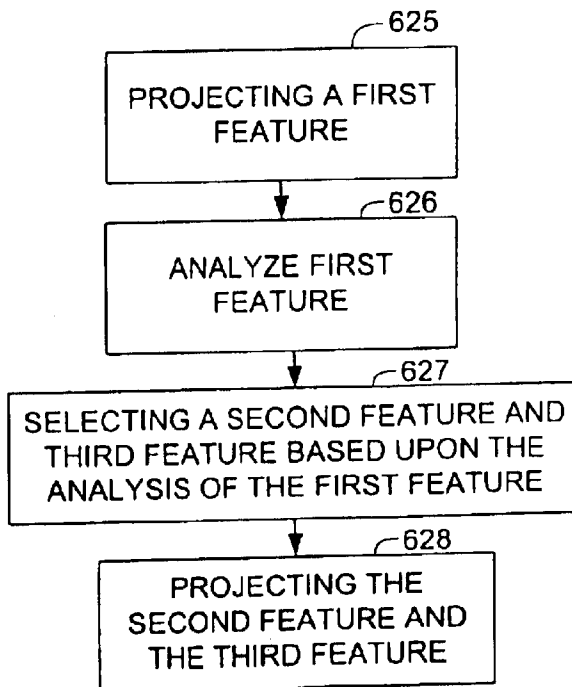 625
PROJECTING A FIRST
FEATURE
626
ANALYZE FIRST
FEATURE
627
SELECTING A SECOND FEATURE AND
THIRD FEATURE BASED UPON THE
ANALYSIS OF THE FIRST FEATURE
628
PROJECTING THE
SECOND FEATURE AND
THE THIRD FEATURE